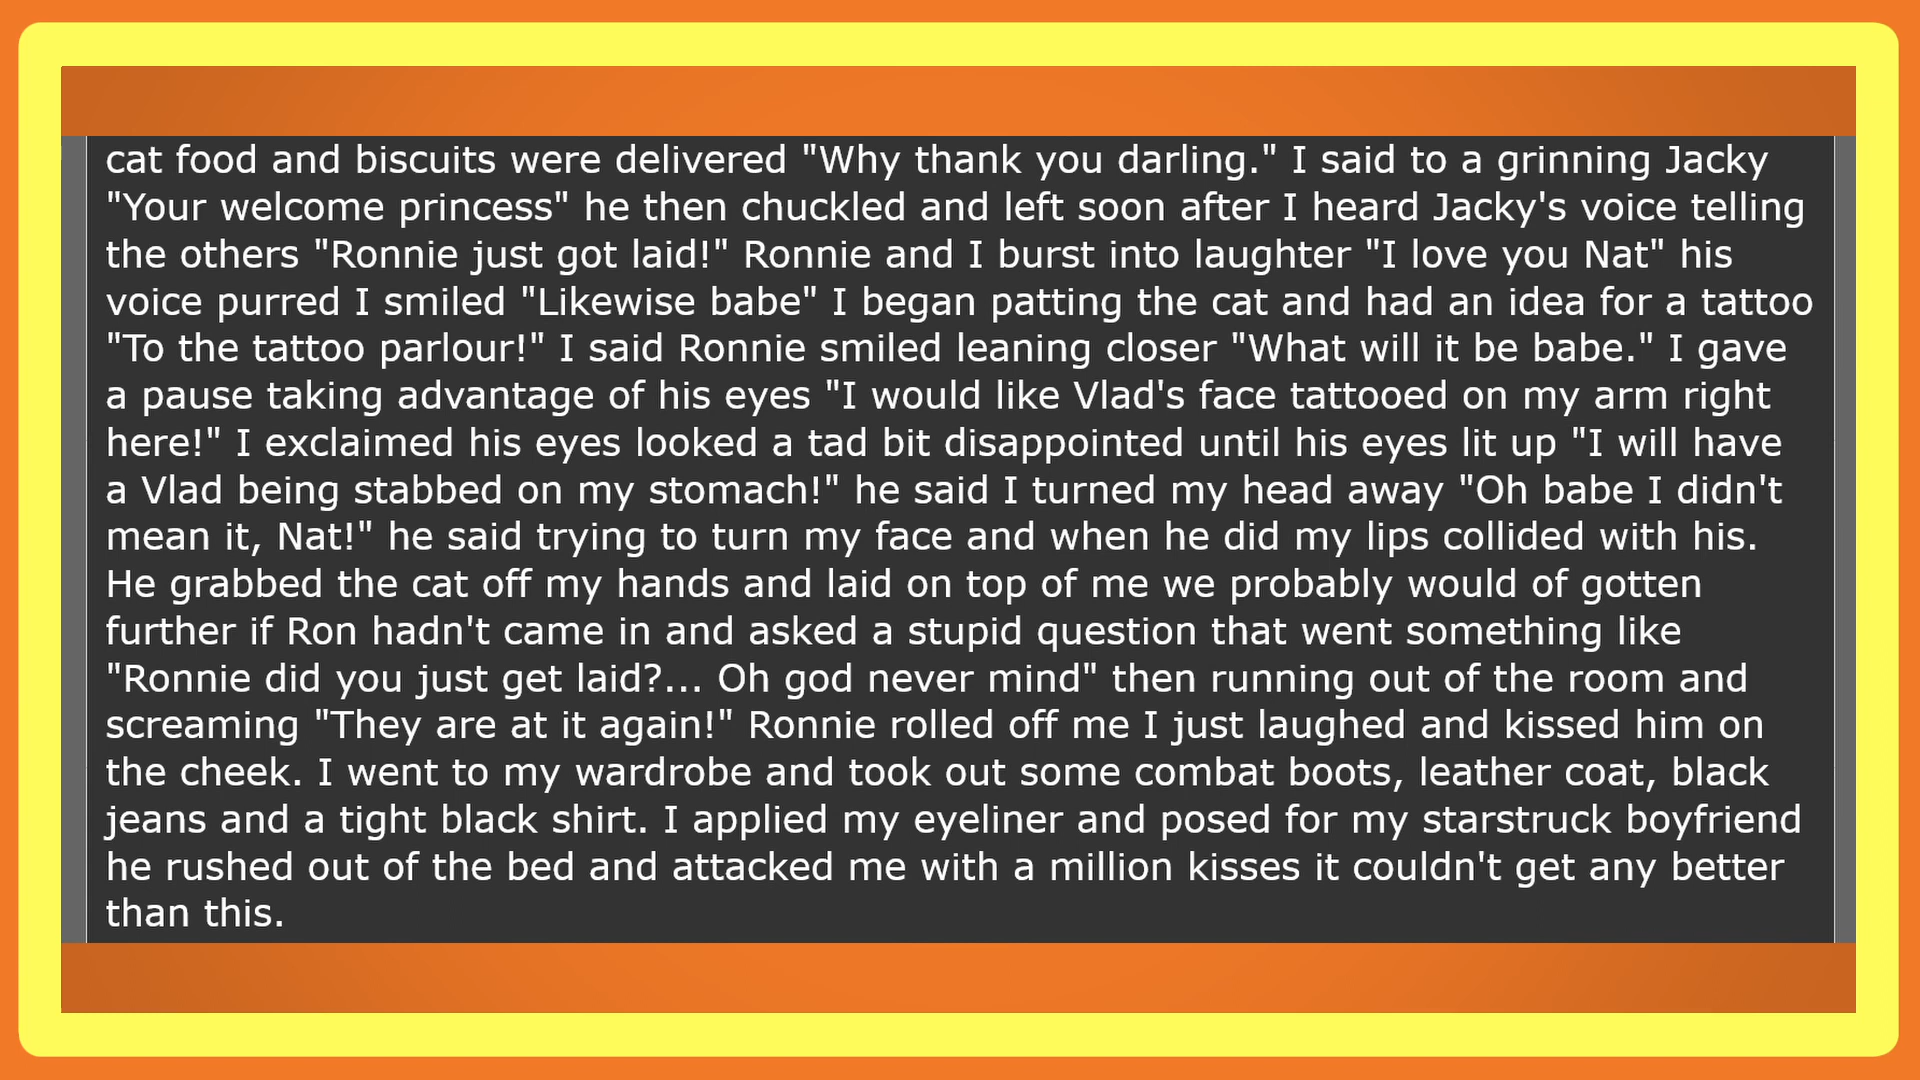 cat food and biscuits were delivered "Why thank you darling." I said to a grinning Jacky
"Your welcome princess" he then chuckled and left soon after I heard Jacky's voice telling
the others "Ronnie just got laid!" Ronnie and I burst into laughter "I love you Nat" his
voice purred I smiled "Likewise babe" I began patting the cat and had an idea for a tattoo
"To the tattoo parlour!" I said Ronnie smiled leaning closer "What will it be babe." I gave
a pause taking advantage of his eyes "I would like Vlad's face tattooed on my arm right
here!" I exclaimed his eyes looked a tad bit disappointed until his eyes lit up "I will have
a Vlad being stabbed on my stomach!" he said I turned my head away "Oh babe I didn't
mean it, Nat!" he said trying to turn my face and when he did my lips collided with his.
He grabbed the cat off my hands and laid on top of me we probably would of gotten
further if Ron hadn't came in and asked a stupid question that went something like
"Ronnie did you just get laid?... Oh god never mind" then running out of the room and
screaming "They are at it again!" Ronnie rolled off me I just laughed and kissed him on
the cheek. I went to my wardrobe and took out some combat boots, leather coat, black
jeans and a tight black shirt. I applied my eyeliner and posed for my starstruck boyfriend
he rushed out of the bed and attacked me with a million kisses it couldn't get any better
than this.